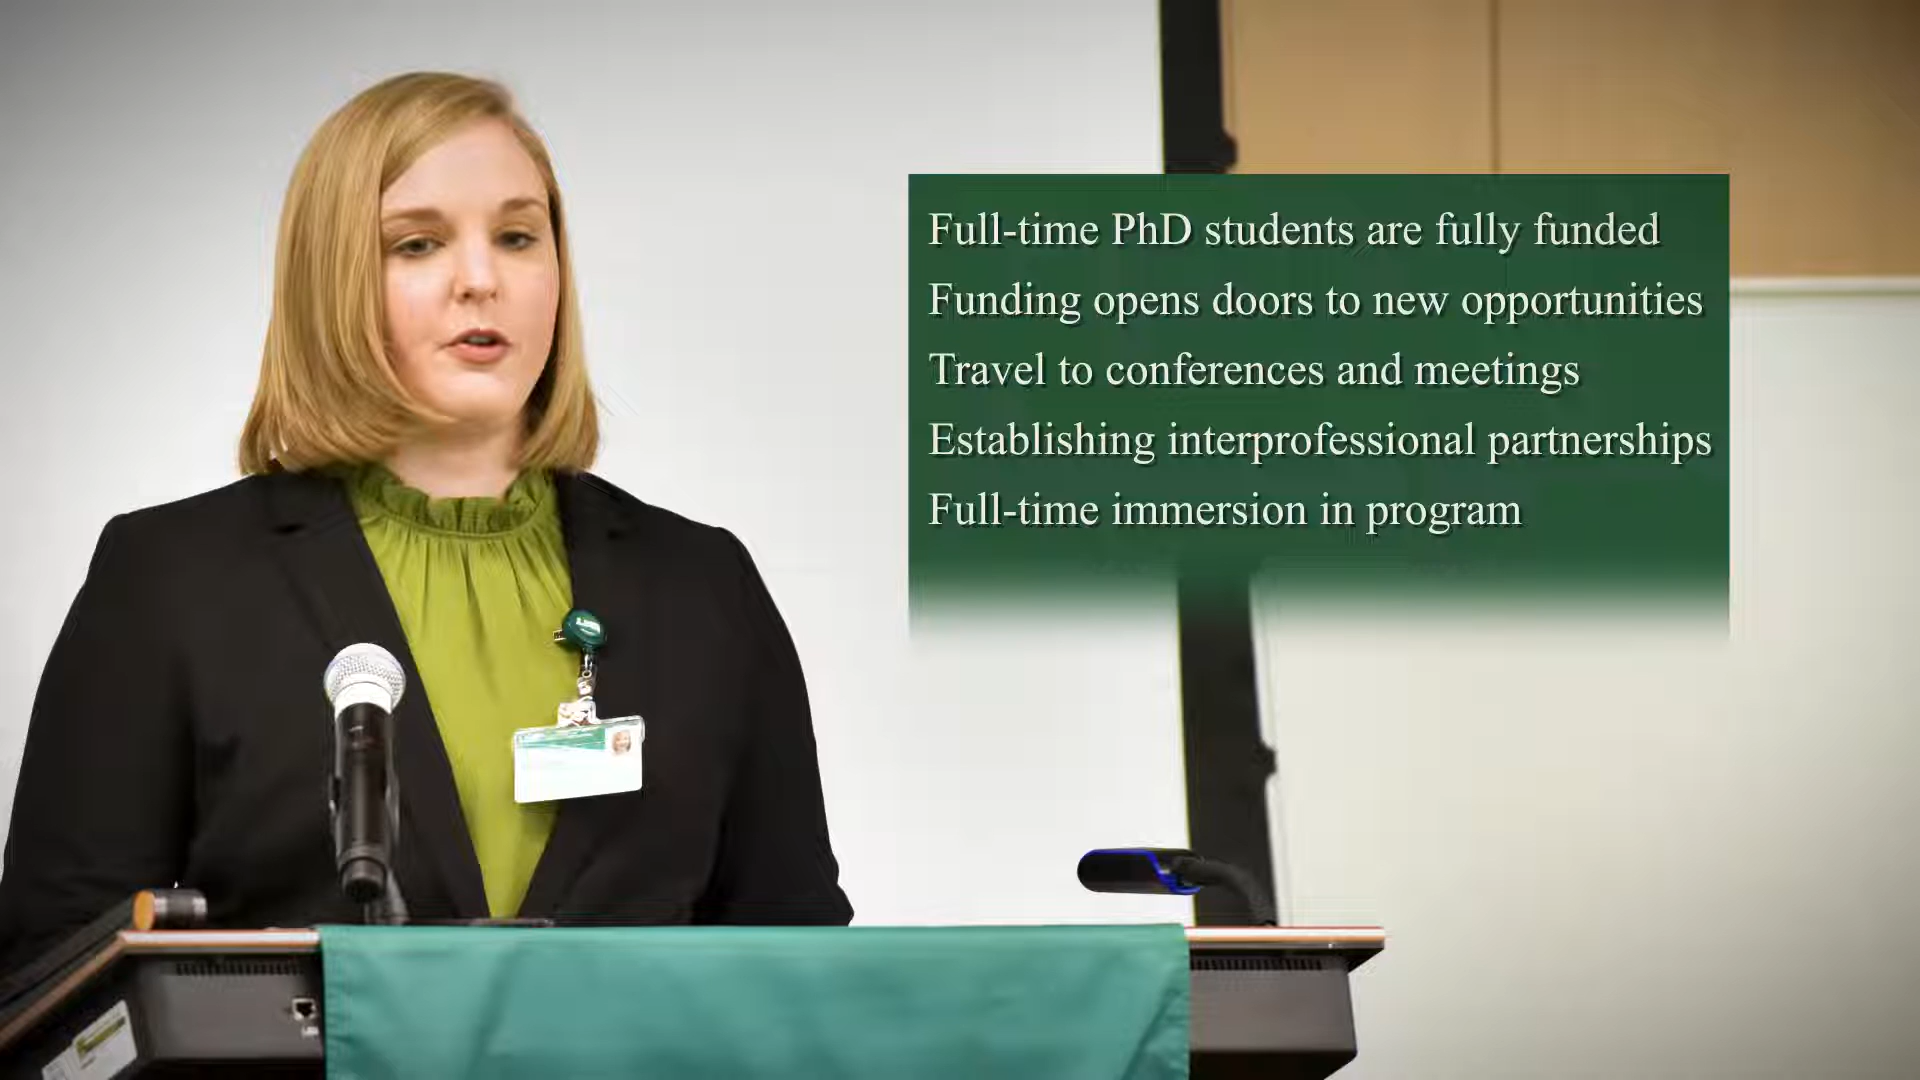 Full-time PhD students are fully funded
Funding opens doors to new opportunities
Travel to conferences and meetings
Establishing interprofessional partnerships
Full-time immersion in program